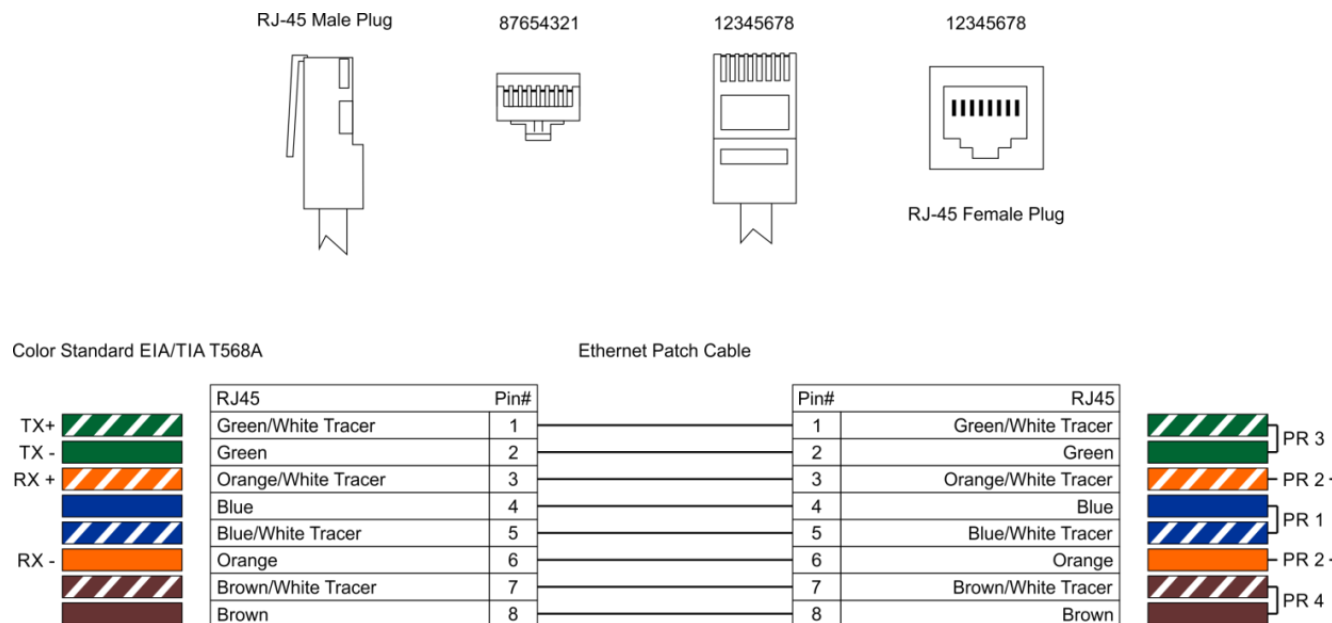 RJ-45 Male Plug
87654321
12345678
12345678
RJ-45 Female Plug
Color Standard EIA/TIA T568A
Ethernet Patch Cable
RJ45 Pin# Pin# RJ45
TX+ Green/White Tracer 1 1 Green/White Tracer
TX - Green 2 2 Green
PR 3
RX + Orange/White Tracer 3 3 Orange/White Tracer PR 2
Blue 4 4 Blue
PR 1
Blue/White Tracer 5 5 Blue/White Tracer
RX - Orange 6 6 Orange PR 2
Brown/White Tracer 7 7 Brown/White Tracer
PR 4
Brown 8 8 Brown